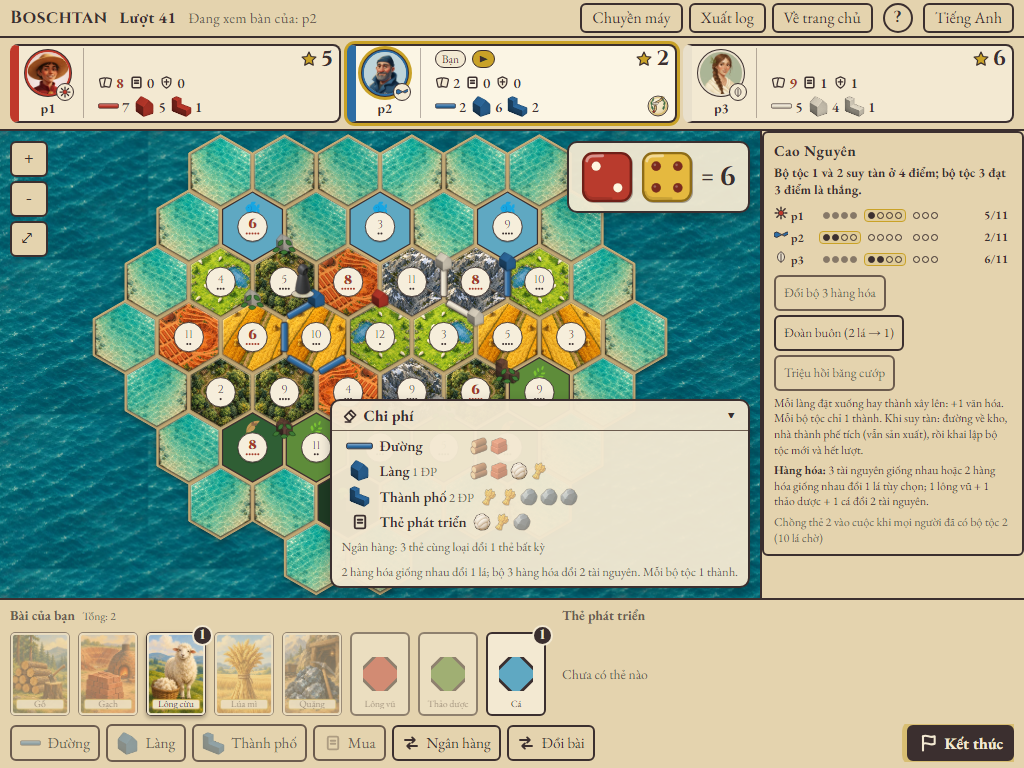 BOSCHTAN Lượt 41 Đang xem bàn của: p2
Chuyền máy Xuất log Về trang chủ ? Tiếng Anh
p1 5
8 0 0
7 5 1
p2 Bạn 2
2 0 0
2 6 2
p3 6
9 1 1
5 4 1
+
-
= 6
6 3 9
4 5 8 11 8 10
11 6 10 12 3 5 3
2 9 4 9 6 9
8 11
Cao Nguyên
Bộ tộc 1 và 2 suy tàn ở 4 điểm; bộ tộc 3 đạt
3 điểm là thắng.
p1 5/11
p2 2/11
p3 6/11
Đổi bộ 3 hàng hóa
Đoàn buôn (2 lá → 1)
Triệu hồi băng cướp
Mỗi làng đặt xuống hay thành xây lên: +1 văn hóa.
Mỗi bộ tộc chỉ 1 thành. Khi suy tàn: đường về kho,
nhà thành phế tích (vẫn sản xuất), rồi khai lập bộ
tộc mới và hết lượt.
Hàng hóa: 3 tài nguyên giống nhau hoặc 2 hàng
hóa giống nhau đổi 1 lá tùy chọn; 1 lông vũ + 1
thảo dược + 1 cá đổi 2 tài nguyên.
Chồng thẻ 2 vào cuộc khi mọi người đã có bộ tộc 2
(10 lá chờ)
Chi phí
Đường
Làng 1 ĐP
Thành phố 2 ĐP
Thẻ phát triển
Ngân hàng: 3 thẻ cùng loại đổi 1 thẻ bất kỳ
2 hàng hóa giống nhau đổi 1 lá; bộ 3 hàng hóa đổi 2 tài nguyên. Mỗi bộ tộc 1 thành.
Bài của bạn Tổng: 2
Gỗ Gạch Lông cừu 1 Lúa mì Quặng Lông vũ Thảo dược Cá 1
Thẻ phát triển
Chưa có thẻ nào
Đường Làng Thành phố Mua Ngân hàng Đổi bài Kết thúc